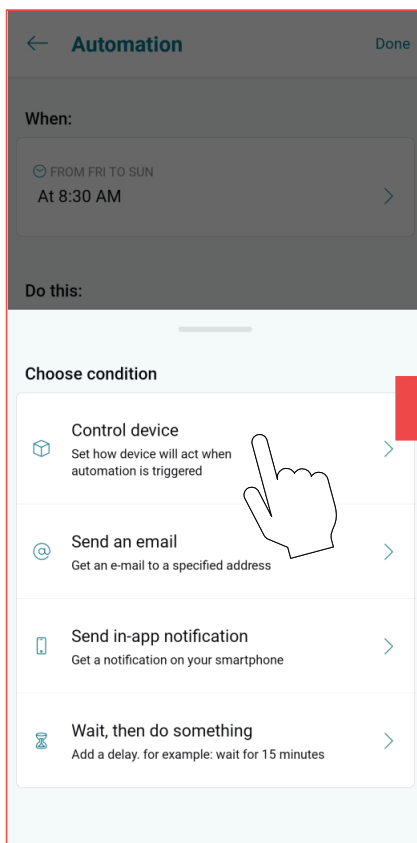 Automation
Done
When:
FROM FRI TO SUN
At 8:30 AM
Do this:
Choose condition
Control device
Set how device will act when
automation is triggered
Send an email
Get an e-mail to a specified address
Send in-app notification
Get a notification on your smartphone
Wait, then do something
Add a delay. for example: wait for 15 minutes